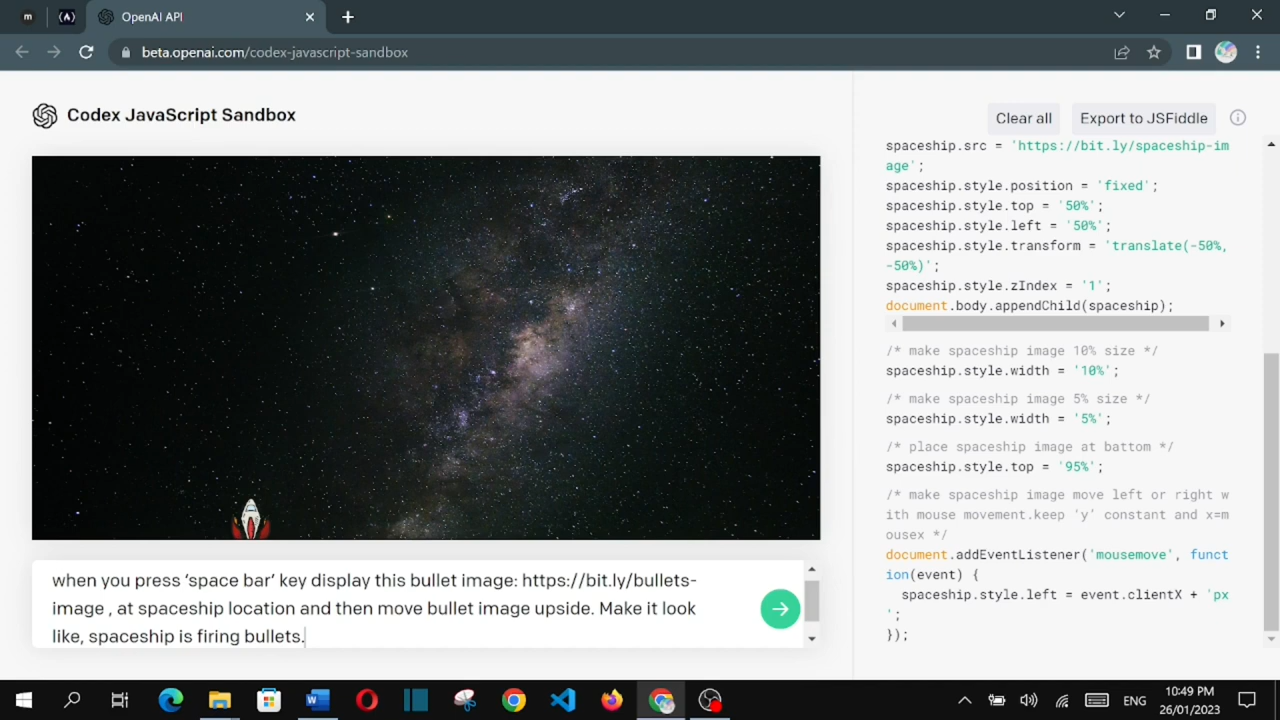 m
OpenAI API
beta.openai.com/codex-javascript-sandbox
Codex JavaScript Sandbox
Clear all
Export to JSFiddle
when you press 'space bar' key display this bullet image: https://bit.ly/bullets-
image , at spaceship location and then move bullet image upside. Make it look
like, spaceship is firing bullets.
spaceship.src = 'https://bit.ly/spaceship-im
age';
spaceship.style.position = 'fixed';
spaceship.style.top = '50%';
spaceship.style.left = '50%';
spaceship.style.transform = 'translate(-50%,
-50%)';
spaceship.style.zIndex = '1';
document.body.appendChild(spaceship);
/* make spaceship image 10% size */
spaceship.style.width = '10%';
/* make spaceship image 5% size */
spaceship.style.width = '5%';
/* place spaceship image at battom */
spaceship.style.top = '95%';
/* make spaceship image move left or right w
ith mouse movement.keep 'y' constant and x=m
ousex */
document.addEventListener('mousemove', funct
ion(event) {
spaceship.style.left = event.clientX + 'px
';
});
ENG
10:49 PM
26/01/2023